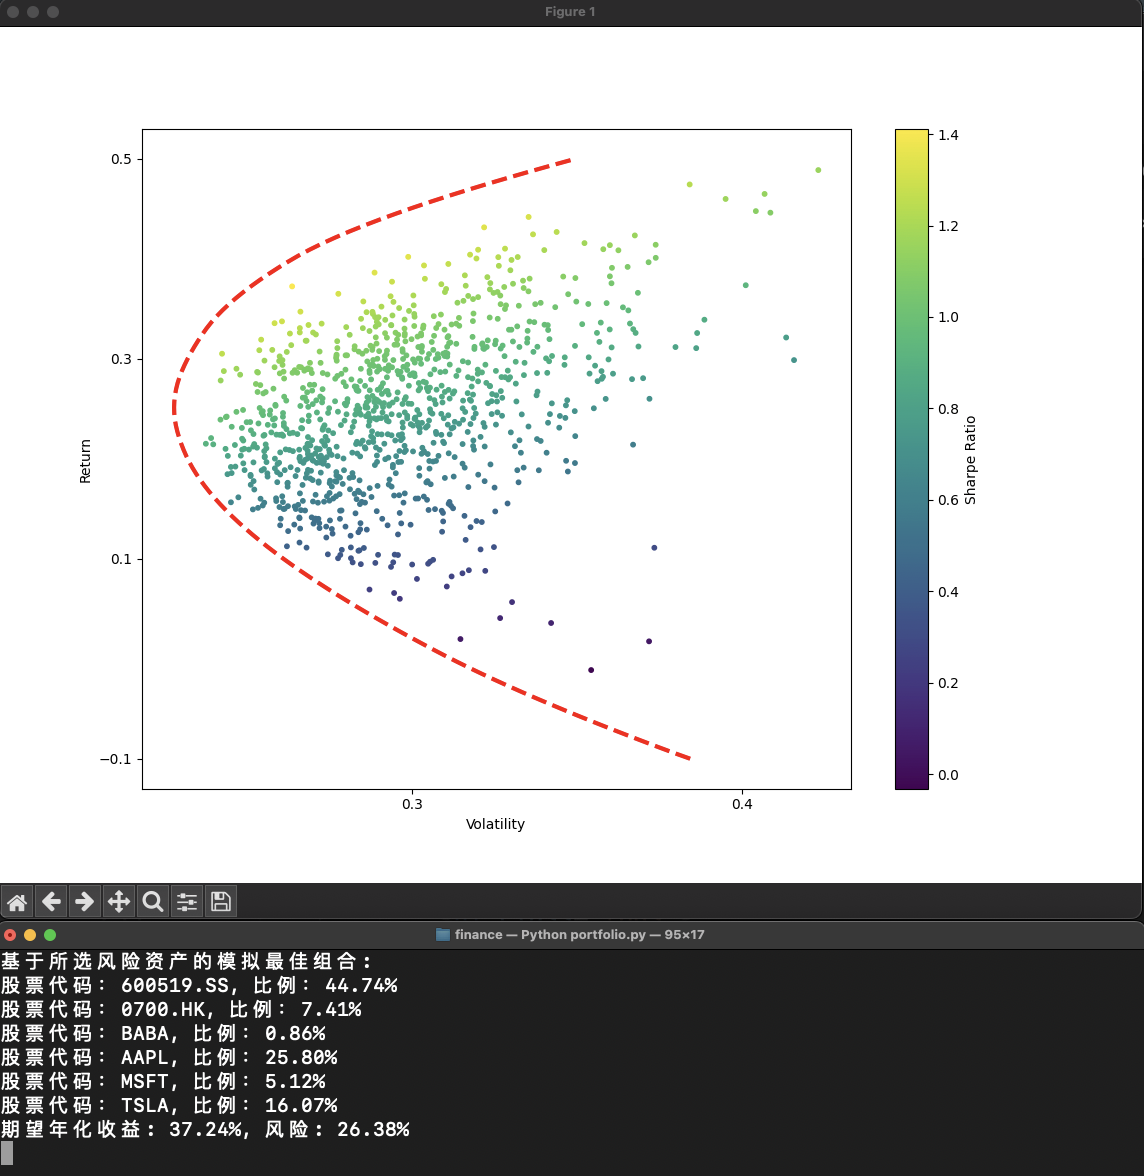 Figure 1
0.5
0.3
0.1
−0.1
Return
0.3
0.4
Volatility
1.4
1.2
1.0
0.8
0.6
0.4
0.2
0.0
Sharpe Ratio
finance — Python portfolio.py — 95×17
基于所选风险资产的模拟最佳组合：
股票代码：600519.SS, 比例：44.74%
股票代码：0700.HK, 比例：7.41%
股票代码：BABA, 比例：0.86%
股票代码：AAPL, 比例：25.80%
股票代码：MSFT, 比例：5.12%
股票代码：TSLA, 比例：16.07%
期望年化收益：37.24%, 风险：26.38%